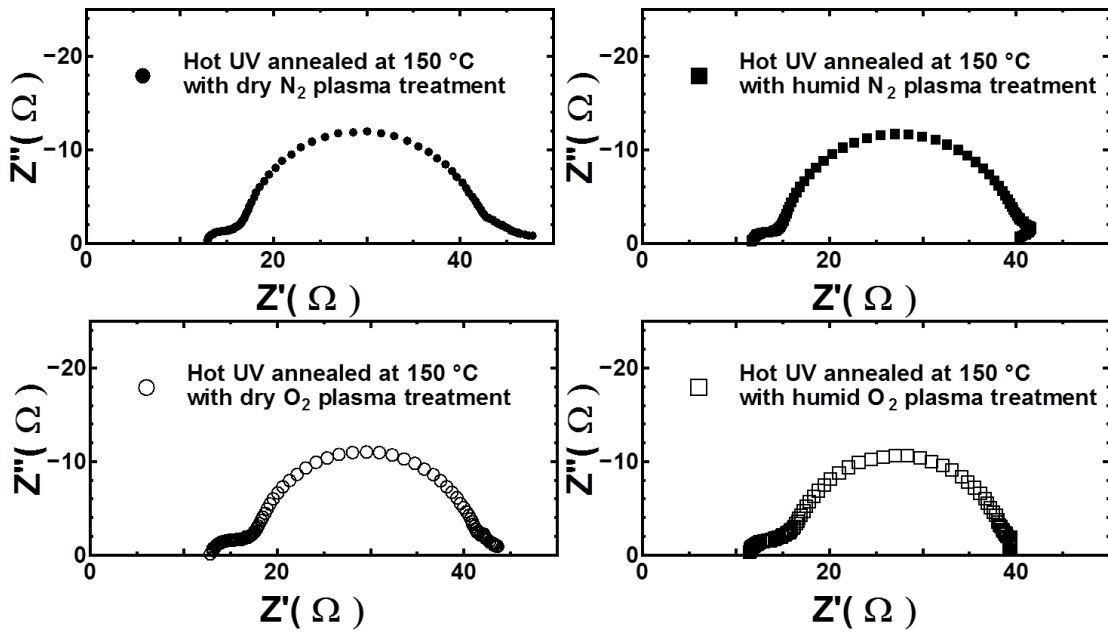 −20
Hot UV annealed at 150 °C
with dry N₂ plasma treatment
−10
0
Z''( Ω )
0 20 40
Z'( Ω )
−20
Hot UV annealed at 150 °C
with humid N₂ plasma treatment
−10
0
Z''( Ω )
0 20 40
Z'( Ω )
−20
Hot UV annealed at 150 °C
with dry O₂ plasma treatment
−10
0
Z''( Ω )
0 20 40
Z'( Ω )
−20
Hot UV annealed at 150 °C
with humid O₂ plasma treatment
−10
0
Z''( Ω )
0 20 40
Z'( Ω )